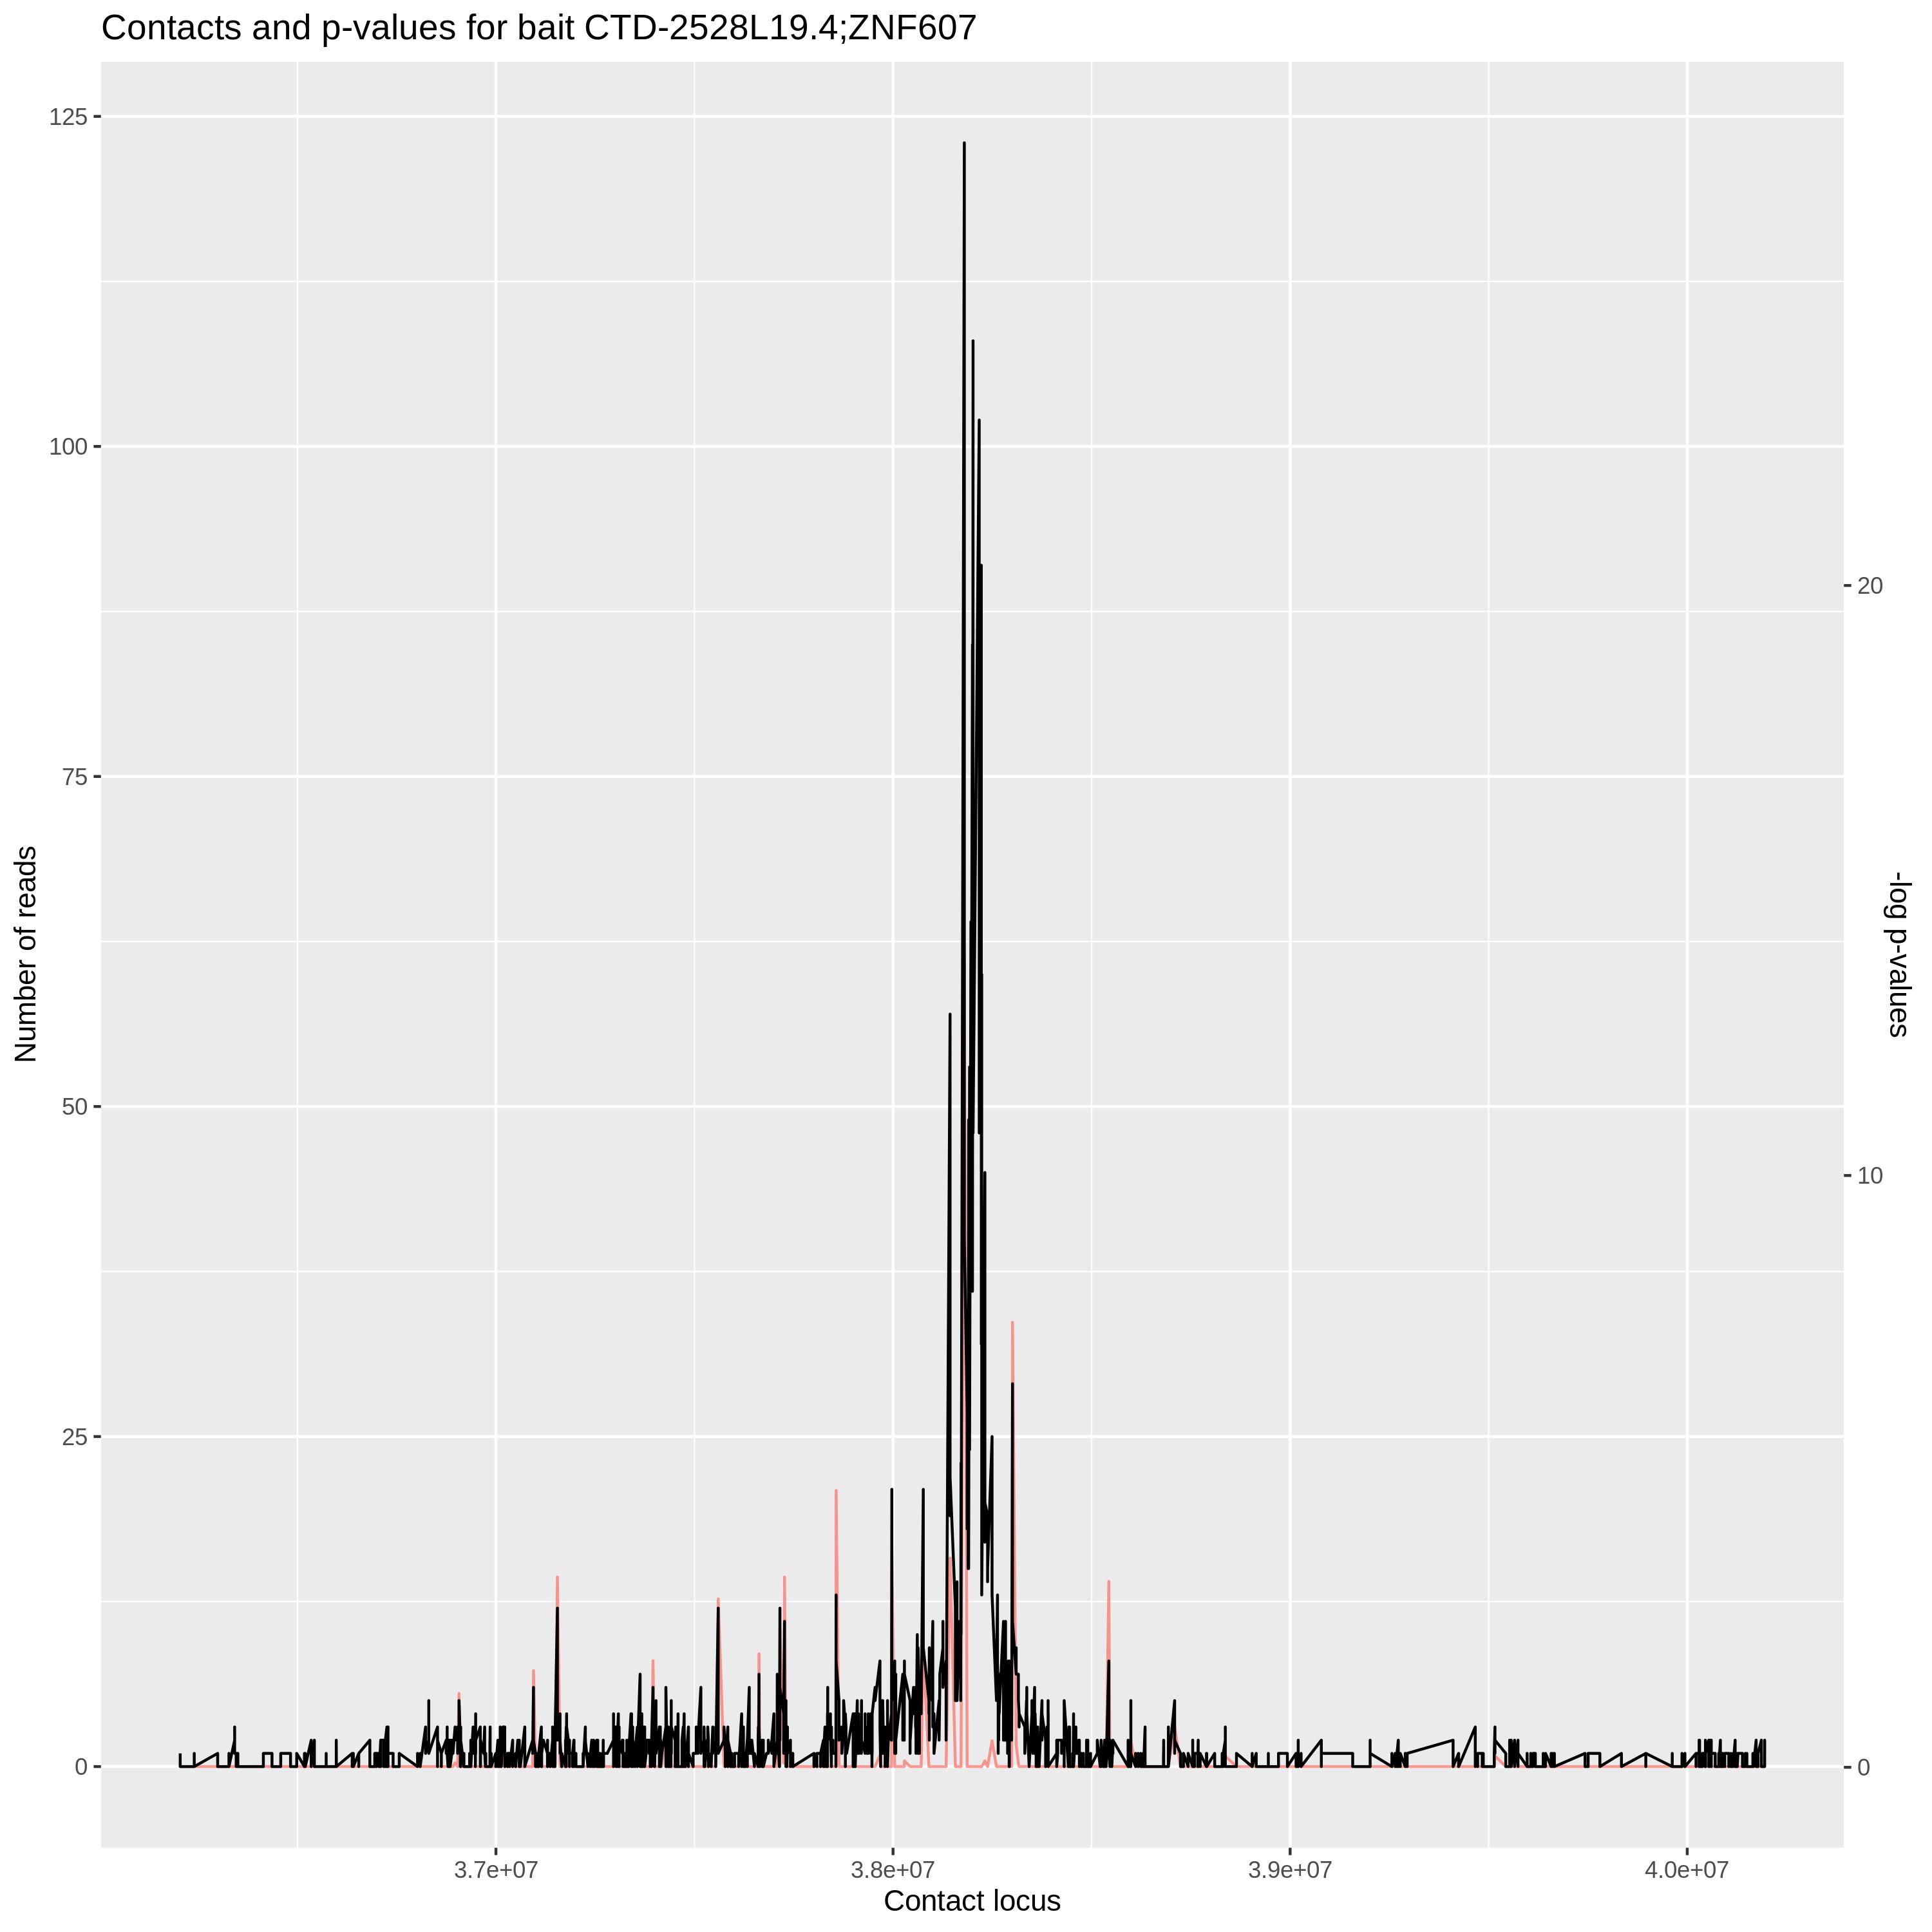 Contacts and p-values for bait CTD-2528L19.4;ZNF607
125
100
75
50
25
0
Number of reads
20
10
0
-log p-values
3.7e+07
3.8e+07
3.9e+07
4.0e+07
Contact locus